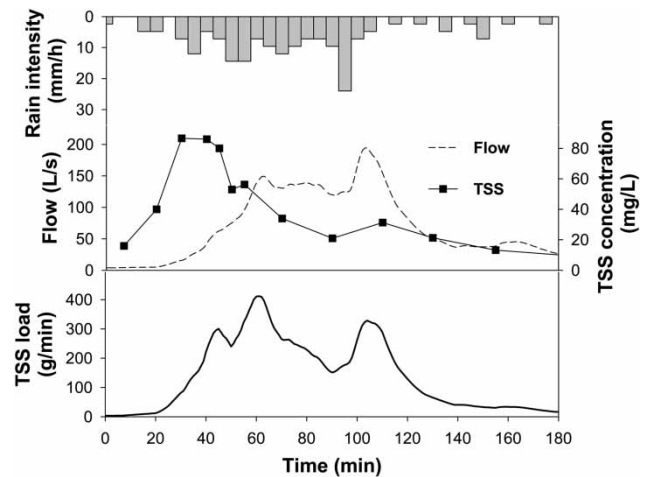 Rain intensity
(mm/h)
0
10
20
30
Flow (L/s)
200
150
100
50
0
Flow
TSS
80
60
40
20
0
TSS concentration
(mg/L)
TSS load
(g/min)
400
300
200
100
0
0 20 40 60 80 100 120 140 160 180
Time (min)